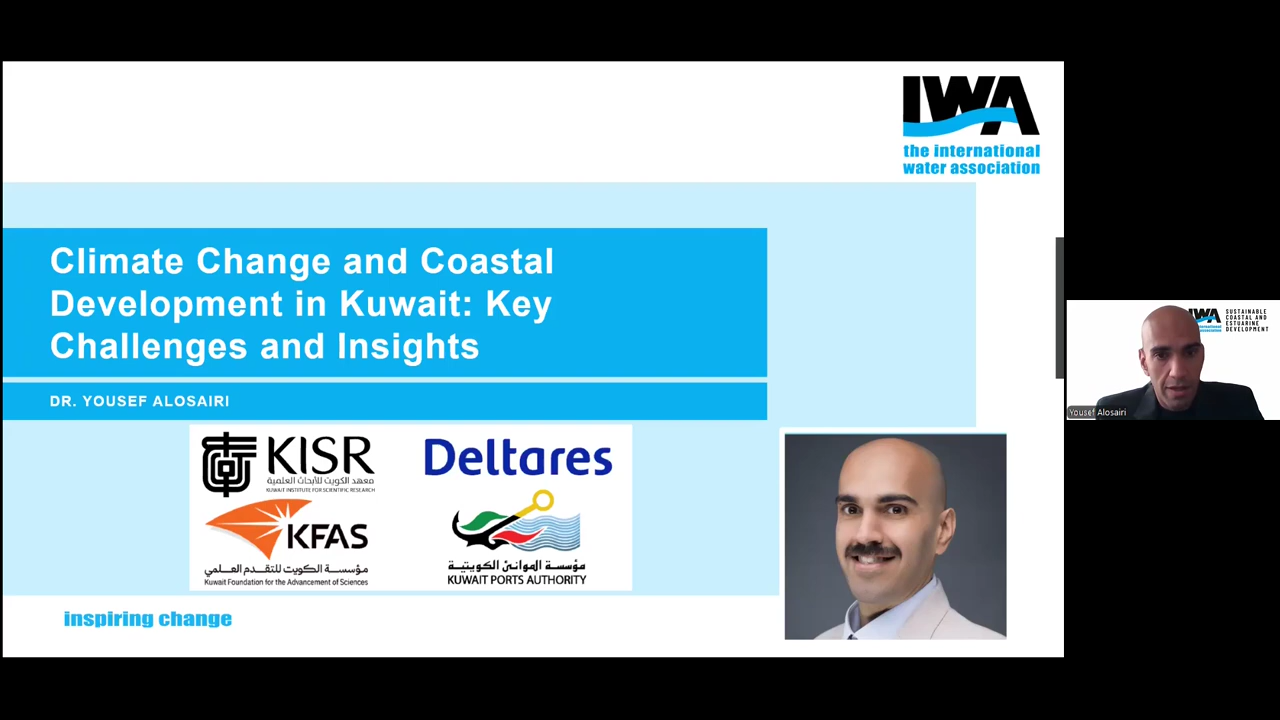 IWA
the international
water association
Climate Change and Coastal
Development in Kuwait: Key
Challenges and Insights
DR. YOUSEF ALOSAIRI
KISR
معهد الكويت للأبحاث العلمية
KUWAIT INSTITUTE FOR SCIENTIFIC RESEARCH
Deltares
KFAS
مؤسسة الكويت للتقدم العلمي
Kuwait Foundation for the Advancement of Sciences
مؤسسة الموانئ الكويتية
KUWAIT PORTS AUTHORITY
inspiring change
IWA
SUSTAINABLE
COASTAL AND
ESTUARINE
DEVELOPMENT
Yousef Alosairi